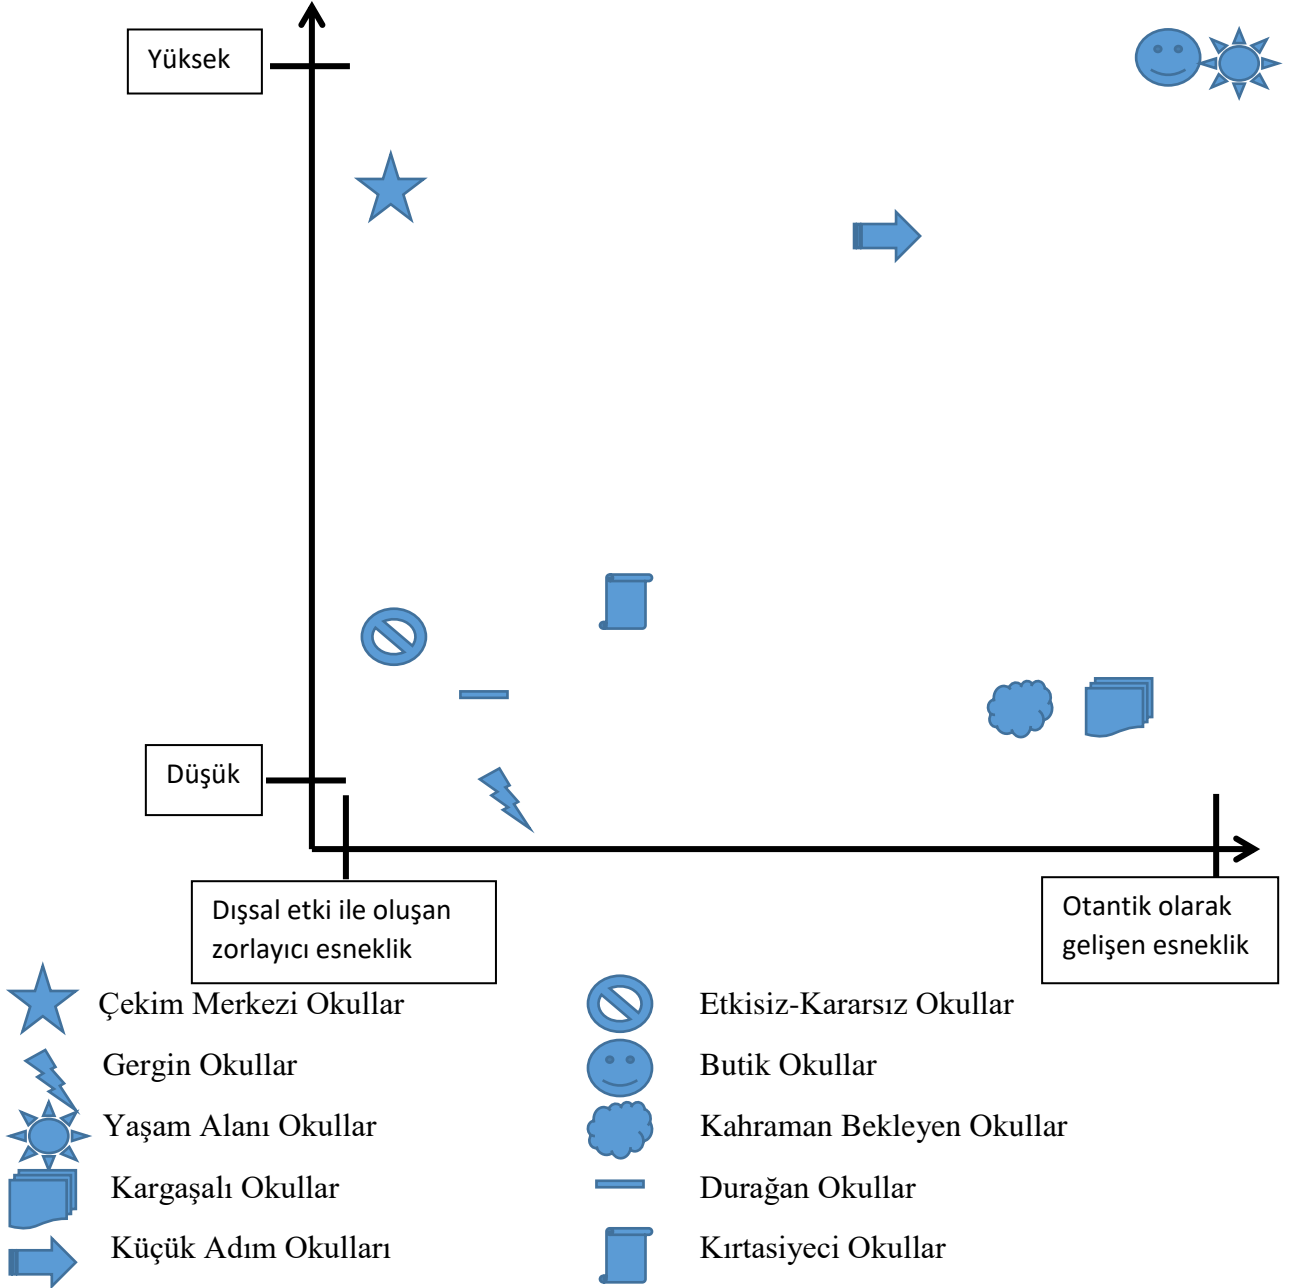 Yüksek
Düşük
Dışsal etki ile oluşan
zorlayıcı esneklik
Otantik olarak
gelişen esneklik
Çekim Merkezi Okullar
Etkisiz-Kararsız Okullar
Gergin Okullar
Butik Okullar
Yaşam Alanı Okullar
Kahraman Bekleyen Okullar
Kargaşalı Okullar
Durağan Okullar
Küçük Adım Okulları
Kırtasiyeci Okullar